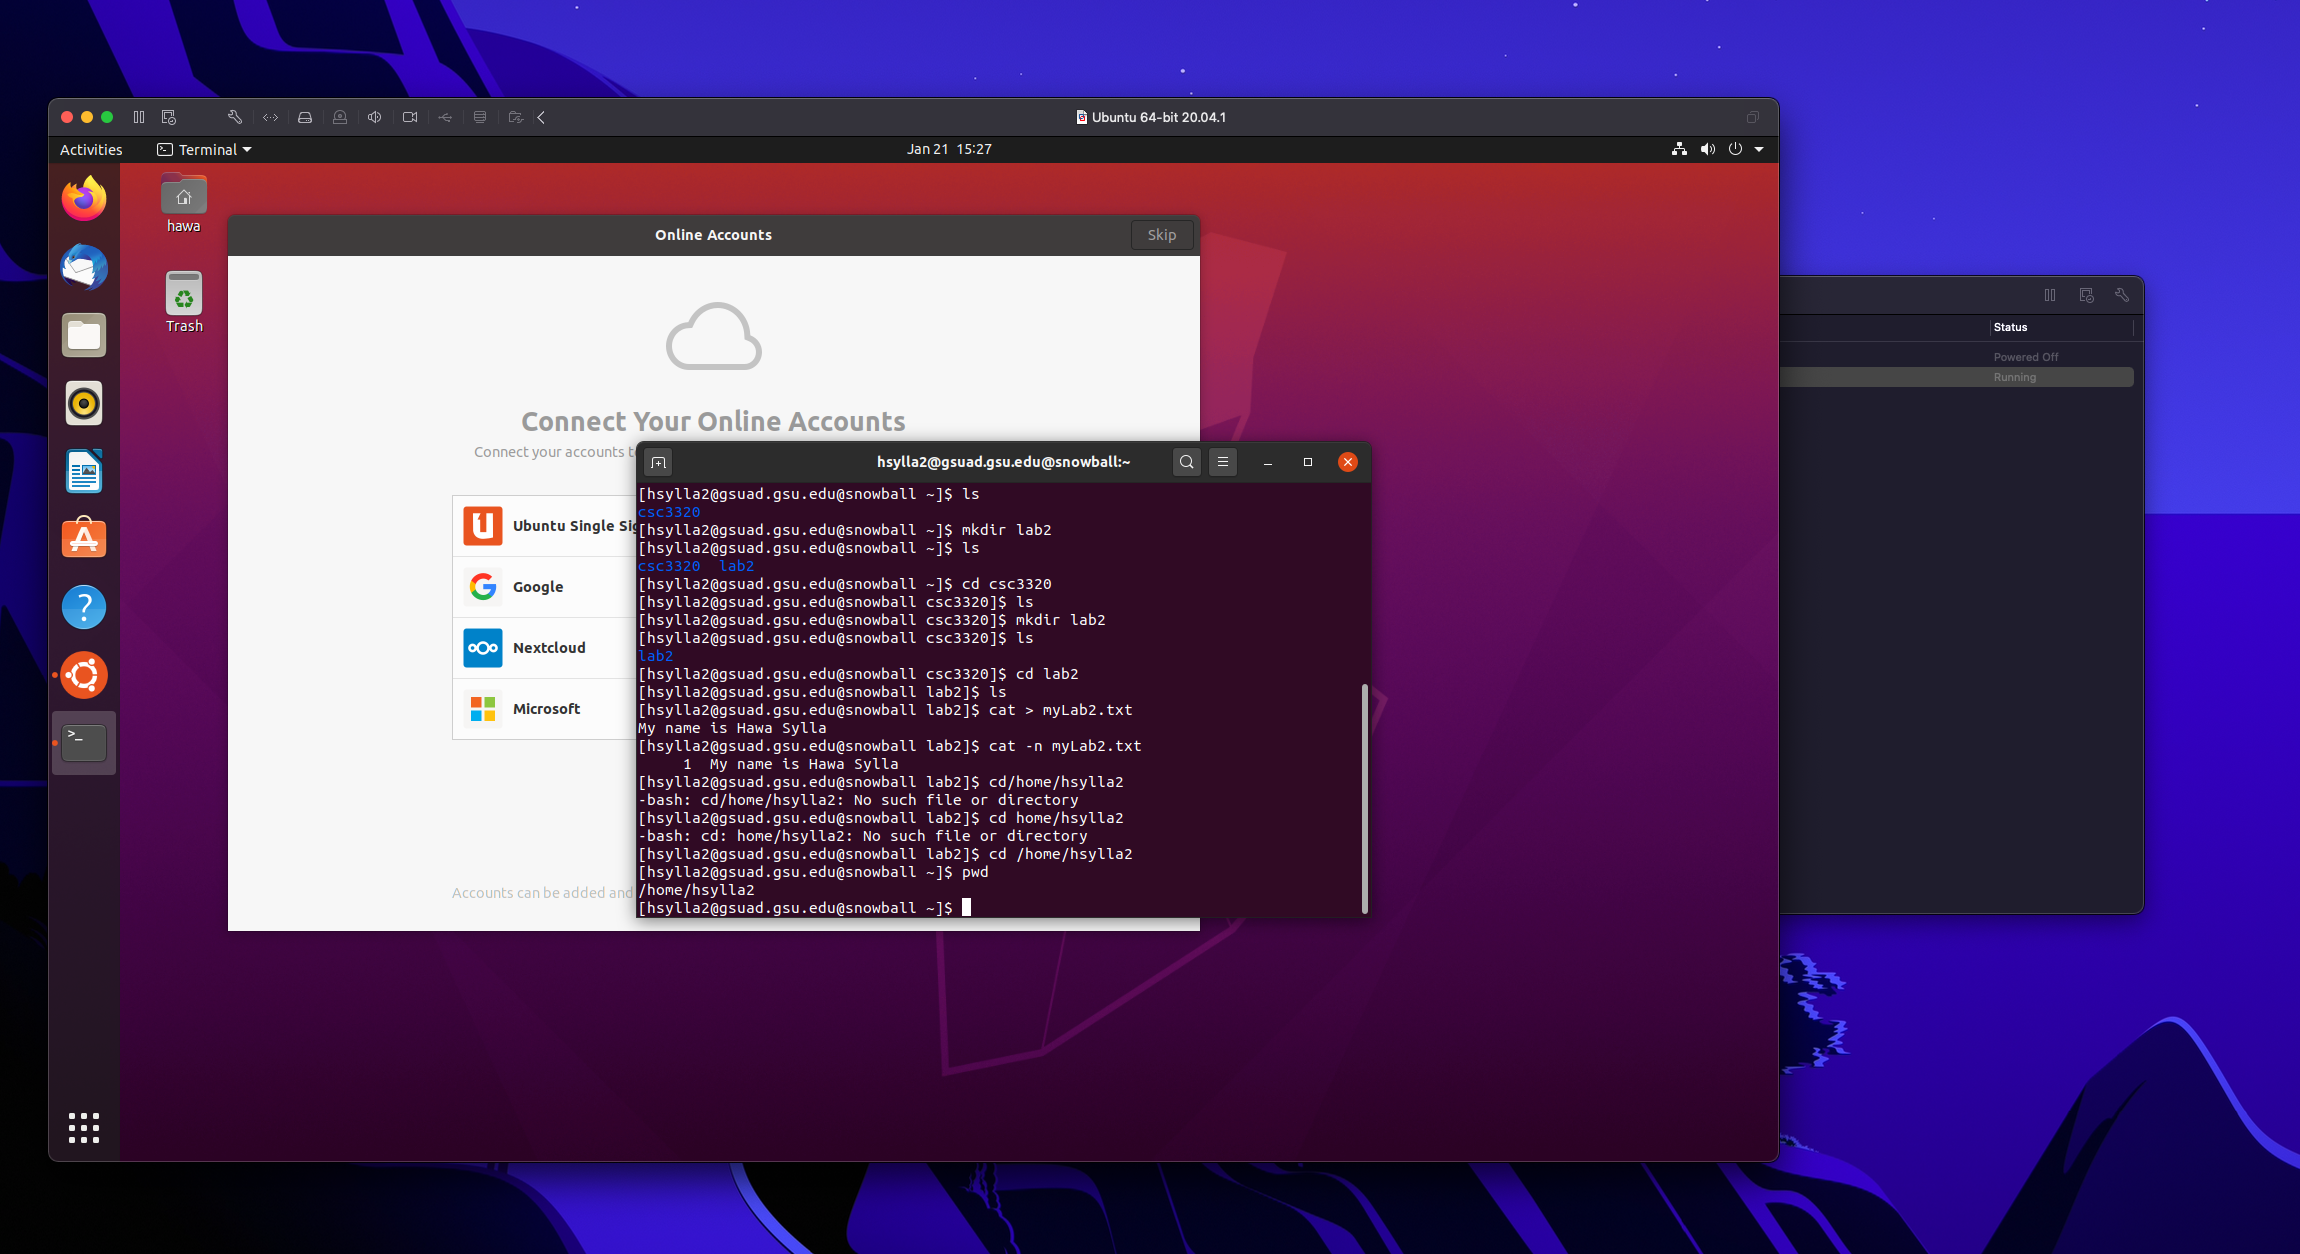 Ubuntu 64-bit 20.04.1
Activities
Terminal
Jan 21 15:27
hawa
Trash
Online Accounts
Skip
Connect Your Online Accounts
Connect your accounts
Ubuntu Single
Google
Nextcloud
Microsoft
Accounts can be added and
hsylla2@gsuad.gsu.edu@snowball:~
[hsylla2@gsuad.gsu.edu@snowball ~]$ ls
csc3320
[hsylla2@gsuad.gsu.edu@snowball ~]$ mkdir lab2
[hsylla2@gsuad.gsu.edu@snowball ~]$ ls
csc3320  lab2
[hsylla2@gsuad.gsu.edu@snowball ~]$ cd csc3320
[hsylla2@gsuad.gsu.edu@snowball csc3320]$ ls
[hsylla2@gsuad.gsu.edu@snowball csc3320]$ mkdir lab2
[hsylla2@gsuad.gsu.edu@snowball csc3320]$ ls
lab2
[hsylla2@gsuad.gsu.edu@snowball csc3320]$ cd lab2
[hsylla2@gsuad.gsu.edu@snowball lab2]$ ls
[hsylla2@gsuad.gsu.edu@snowball lab2]$ cat > myLab2.txt
My name is Hawa Sylla
[hsylla2@gsuad.gsu.edu@snowball lab2]$ cat -n myLab2.txt
     1  My name is Hawa Sylla
[hsylla2@gsuad.gsu.edu@snowball lab2]$ cd/home/hsylla2
-bash: cd/home/hsylla2: No such file or directory
[hsylla2@gsuad.gsu.edu@snowball lab2]$ cd home/hsylla2
-bash: cd: home/hsylla2: No such file or directory
[hsylla2@gsuad.gsu.edu@snowball lab2]$ cd /home/hsylla2
[hsylla2@gsuad.gsu.edu@snowball ~]$ pwd
/home/hsylla2
[hsylla2@gsuad.gsu.edu@snowball ~]$
Status
Powered Off
Running